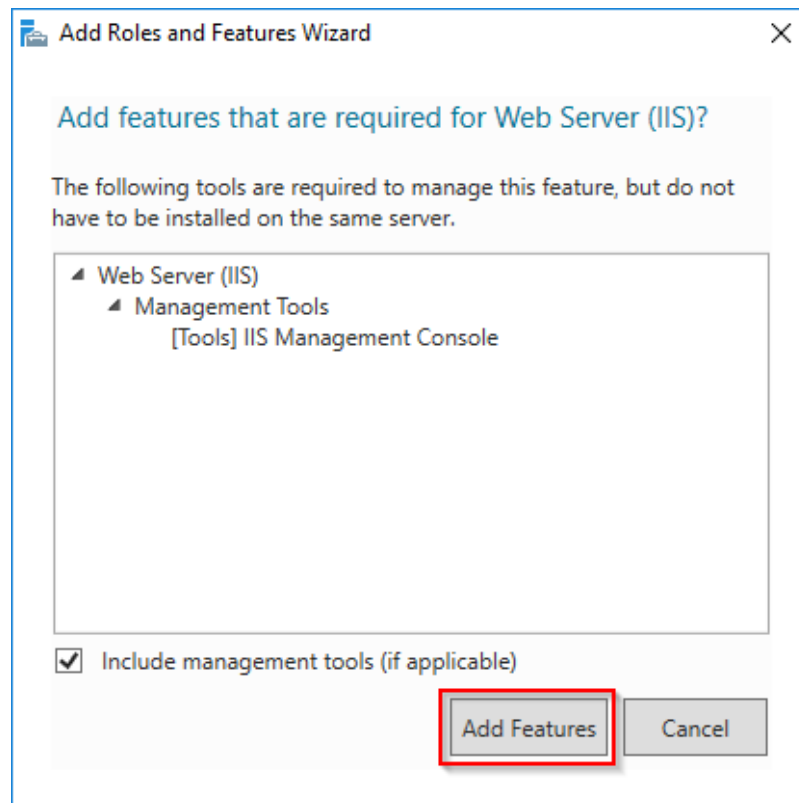 Add Roles and Features Wizard
Add features that are required for Web Server (IIS)?
The following tools are required to manage this feature, but do not
have to be installed on the same server.
Web Server (IIS)
Management Tools
[Tools] IIS Management Console
Include management tools (if applicable)
Add Features
Cancel